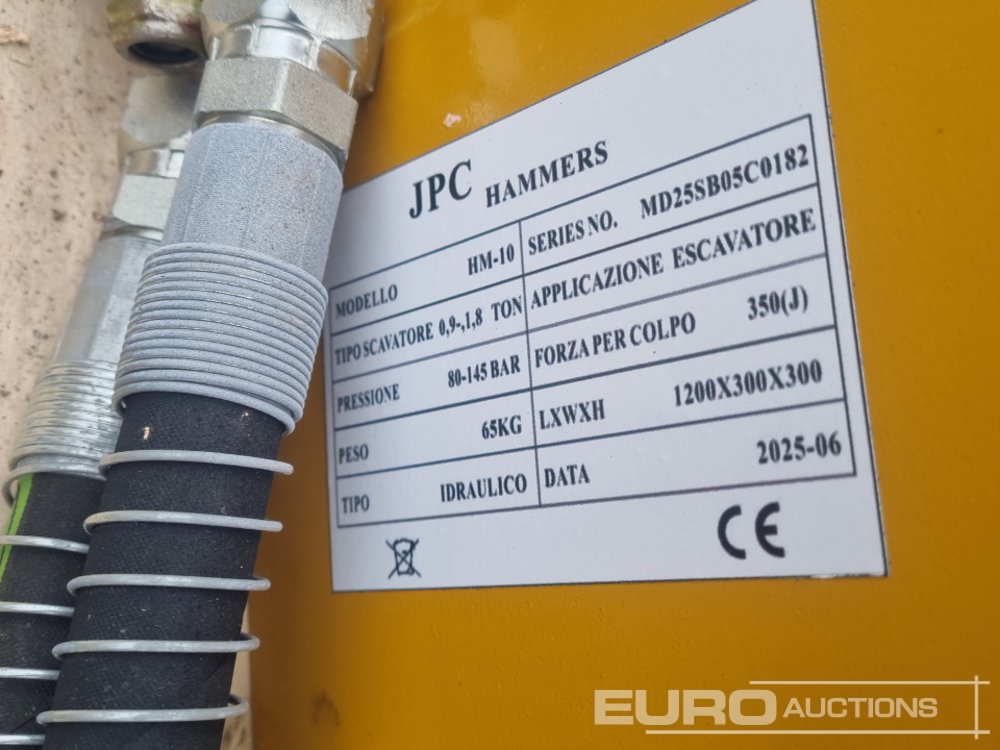 JPC HAMMERS
MODELLO HM-10 SERIES NO. MD25SB05C0182
TIPO SCAVATORE 0,9-,1,8 TON APPLICAZIONE ESCAVATORE
PRESSIONE 80-145 BAR FORZA PER COLPO 350(J)
PESO 65KG LXWXH 1200X300X300
TIPO IDRAULICO DATA 2025-06
CE
EURO AUCTIONS